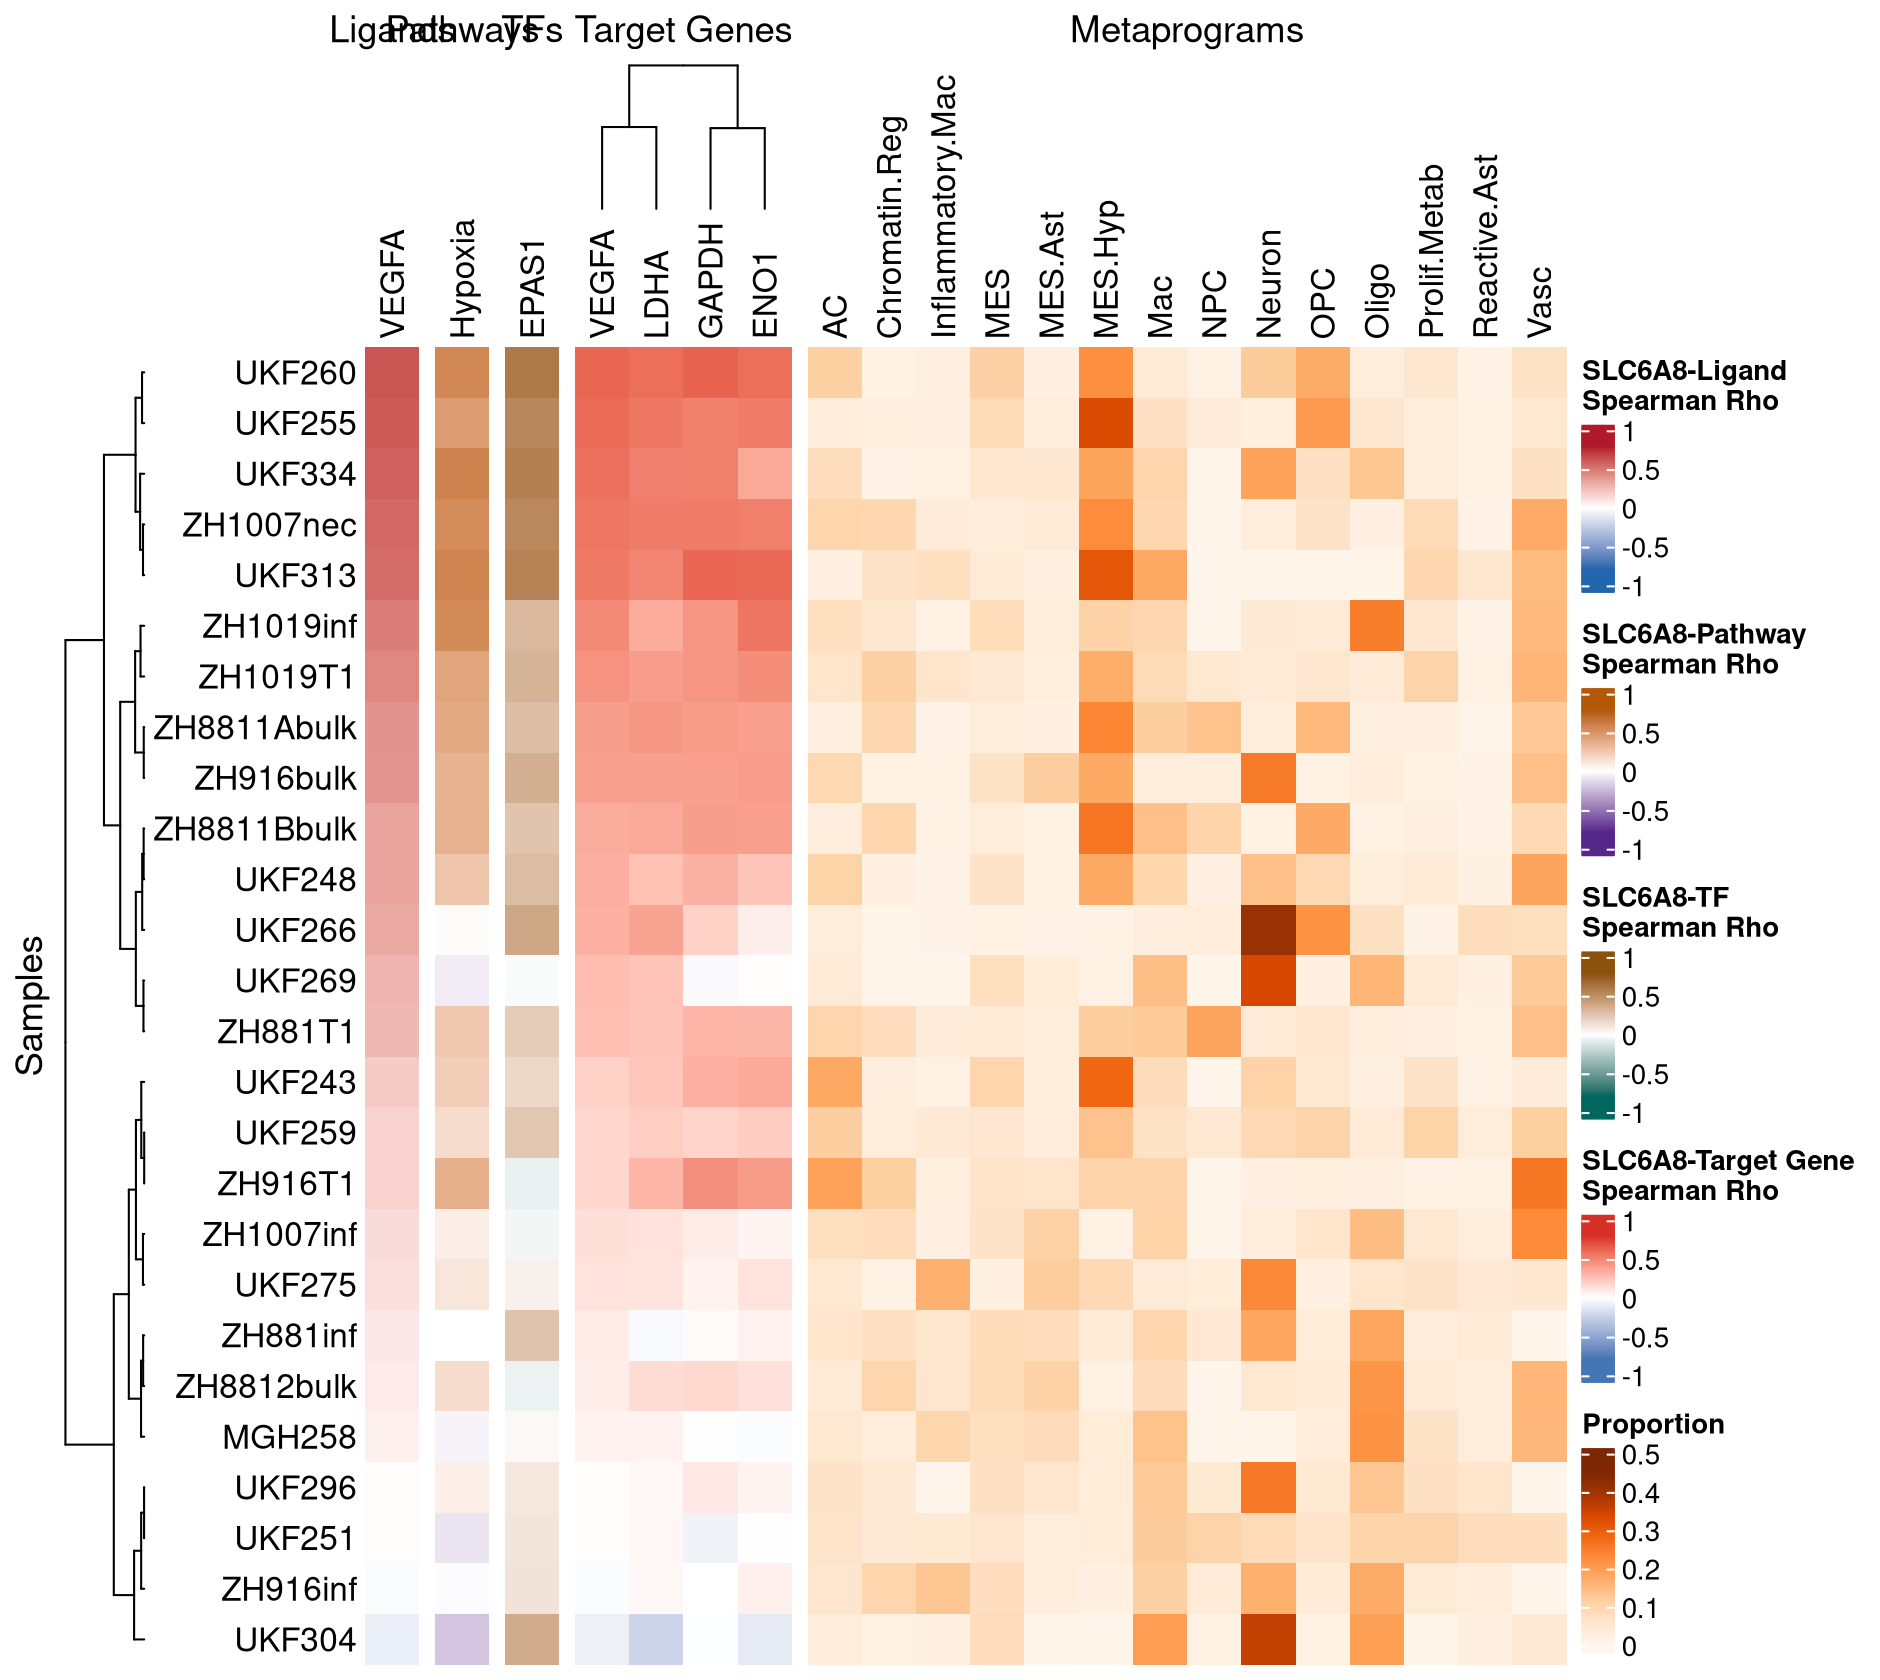 Ligands Pathways TFs Target Genes Metaprograms
VEGFA Hypoxia EPAS1 VEGFA LDHA GAPDH ENO1 AC Chromatin.Reg Inflammatory.Mac MES MES.Ast MES.Hyp Mac NPC Neuron OPC Oligo Prolif.Metab Reactive.Ast Vasc
Samples
UKF260
UKF255
UKF334
ZH1007nec
UKF313
ZH1019inf
ZH1019T1
ZH8811Abulk
ZH916bulk
ZH8811Bbulk
UKF248
UKF266
UKF269
ZH881T1
UKF243
UKF259
ZH916T1
ZH1007inf
UKF275
ZH881inf
ZH8812bulk
MGH258
UKF296
UKF251
ZH916inf
UKF304
SLC6A8-Ligand
Spearman Rho
1
0.5
0
-0.5
-1
SLC6A8-Pathway
Spearman Rho
1
0.5
0
-0.5
-1
SLC6A8-TF
Spearman Rho
1
0.5
0
-0.5
-1
SLC6A8-Target Gene
Spearman Rho
1
0.5
0
-0.5
-1
Proportion
0.5
0.4
0.3
0.2
0.1
0